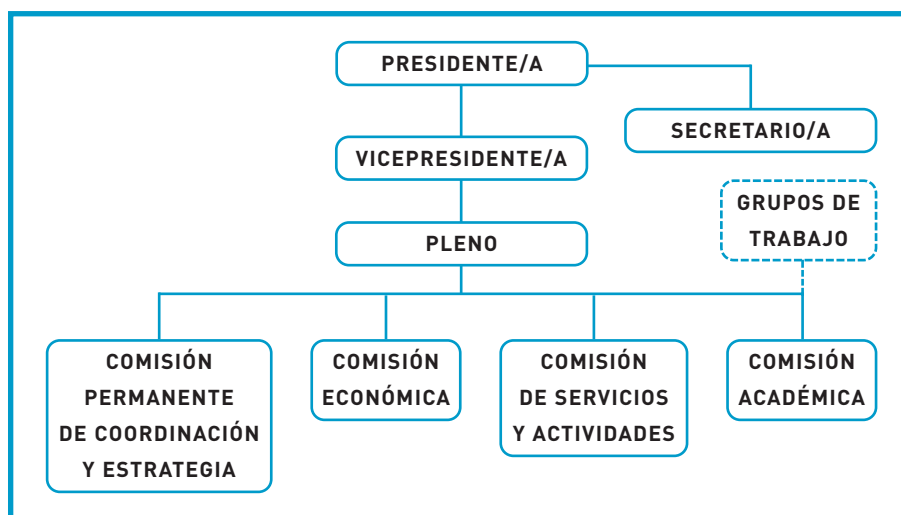 PRESIDENTE/A
SECRETARIO/A
VICEPRESIDENTE/A
GRUPOS DE
TRABAJO
PLENO
COMISIÓN
PERMANENTE
DE COORDINACIÓN
Y ESTRATEGIA
COMISIÓN
ECONÓMICA
COMISIÓN
DE SERVICIOS
Y ACTIVIDADES
COMISIÓN
ACADÉMICA